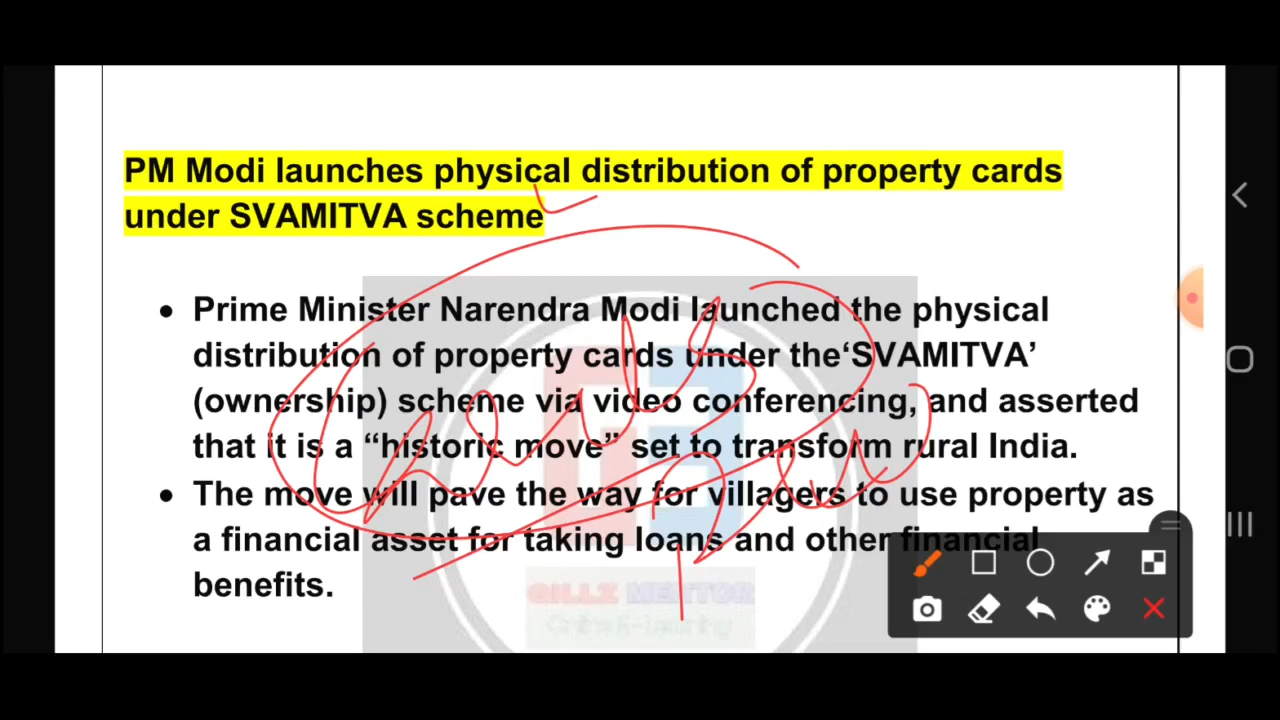 PM Modi launches physical distribution of property cards
under SVAMITVA scheme
• Prime Minister Narendra Modi launched the physical
distribution of property cards under the‘SVAMITVA’
(ownership) scheme via video conferencing, and asserted
that it is a “historic move” set to transform rural India.
• The move will pave the way for villagers to use property as
a financial asset for taking loans and other financial
benefits.
GILLZ MENTOR